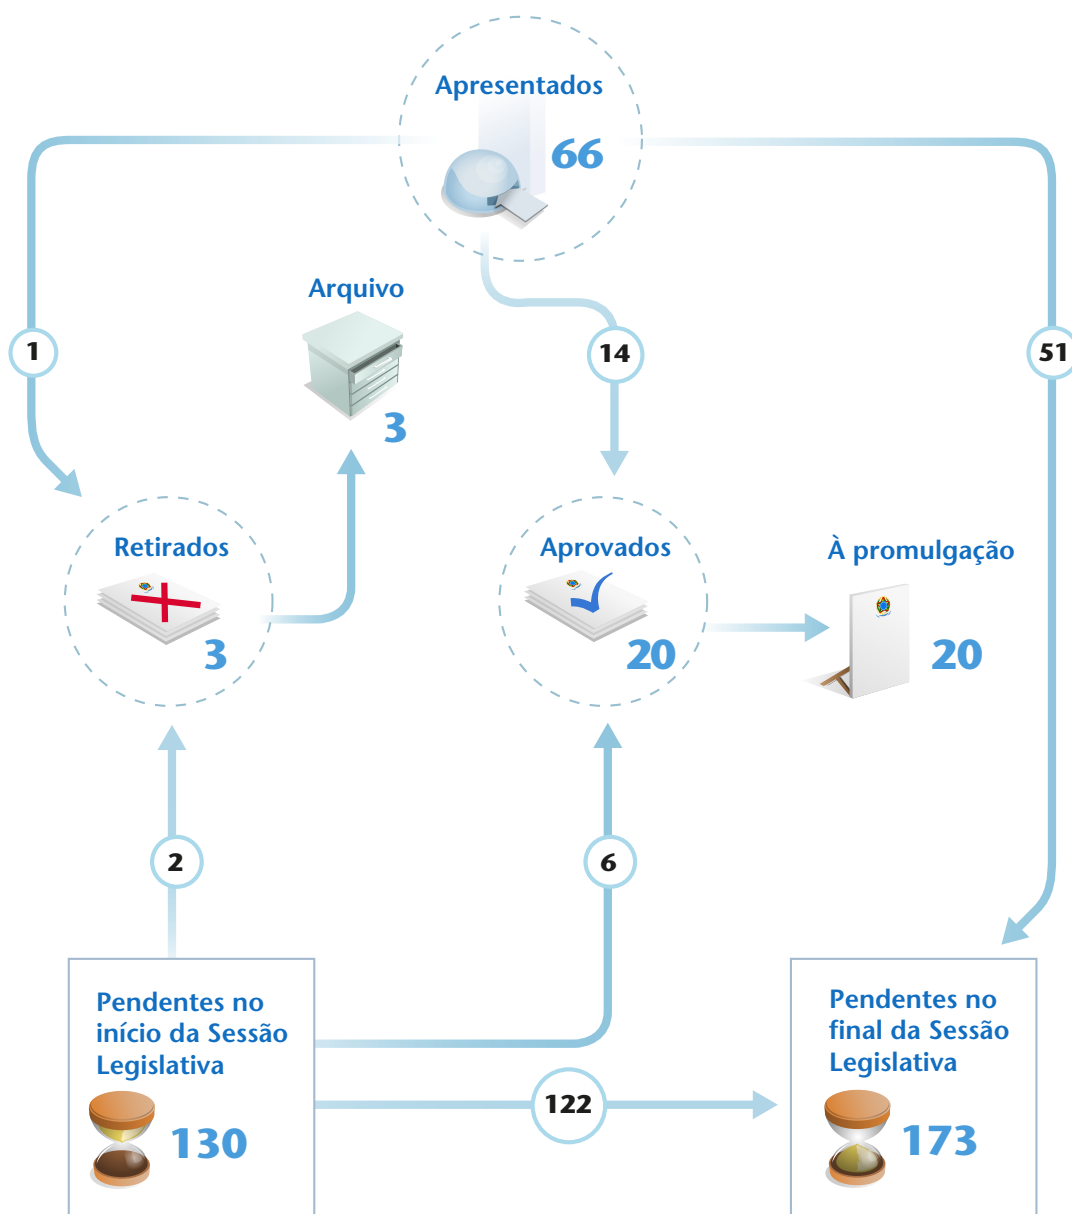 Apresentados
66
Arquivo
3
1
14
51
Retirados
3
Aprovados
20
À promulgação
20
2
6
Pendentes no
início da Sessão
Legislativa
130
122
Pendentes no
final da Sessão
Legislativa
173